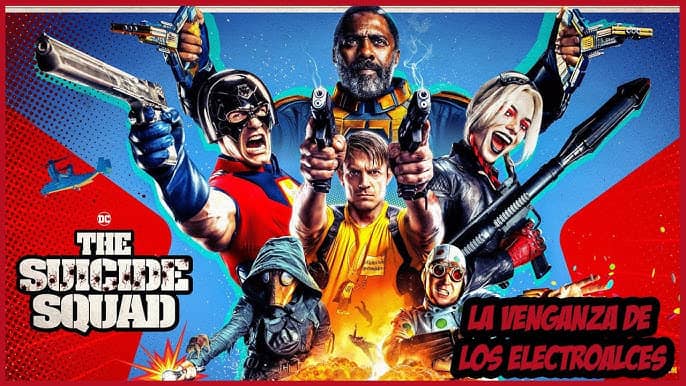 DC
THE
SUICIDE
SQUAD
LA VENGANZA DE
LOS ELECTROALCES